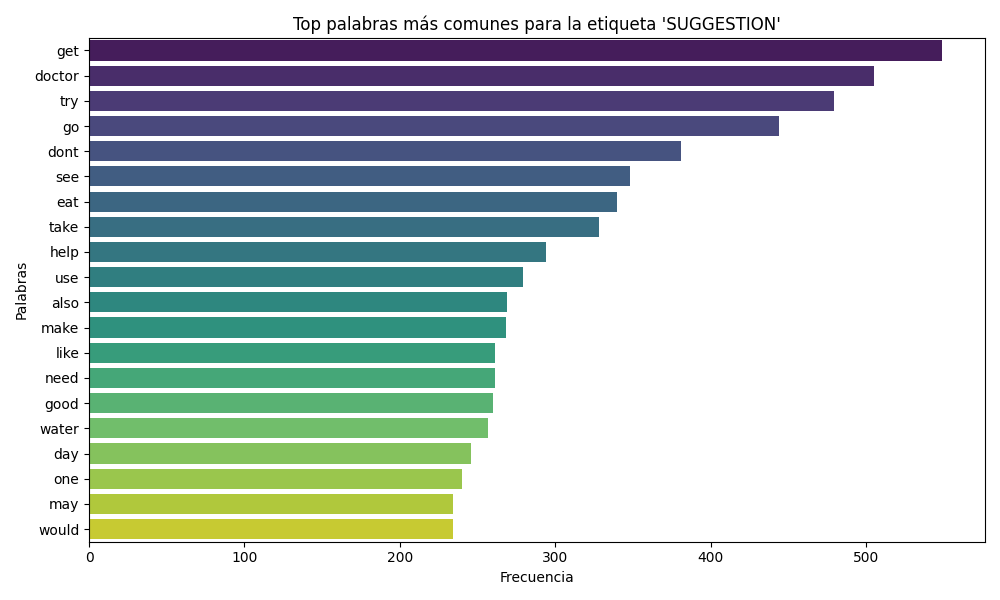 Top palabras más comunes para la etiqueta 'SUGGESTION'
Palabras
get
doctor
try
go
dont
see
eat
take
help
use
also
make
like
need
good
water
day
one
may
would
0 100 200 300 400 500
Frecuencia